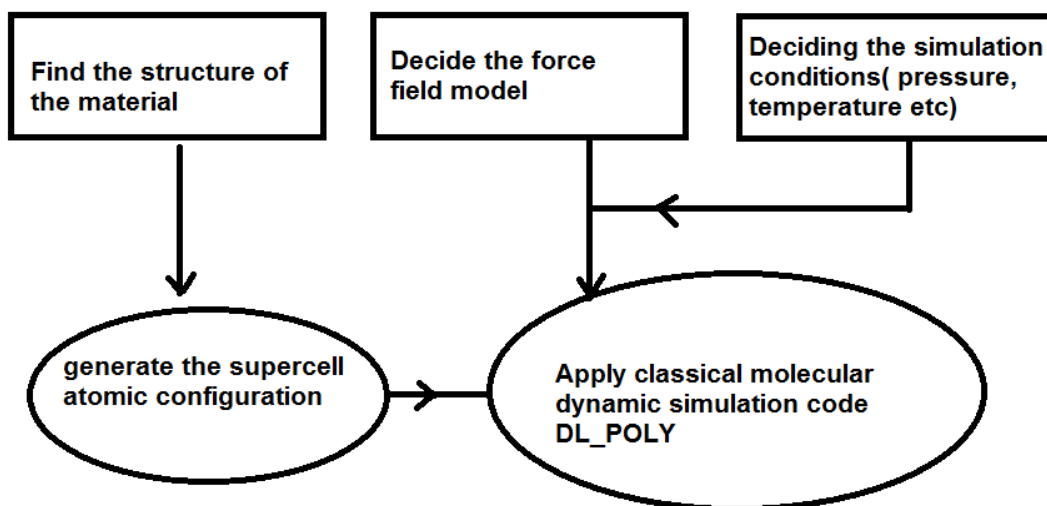 Find the structure of
the material
Decide the force
field model
Deciding the simulation
conditions( pressure,
temperature etc)
generate the supercell
atomic configuration
Apply classical molecular
dynamic simulation code
DL_POLY